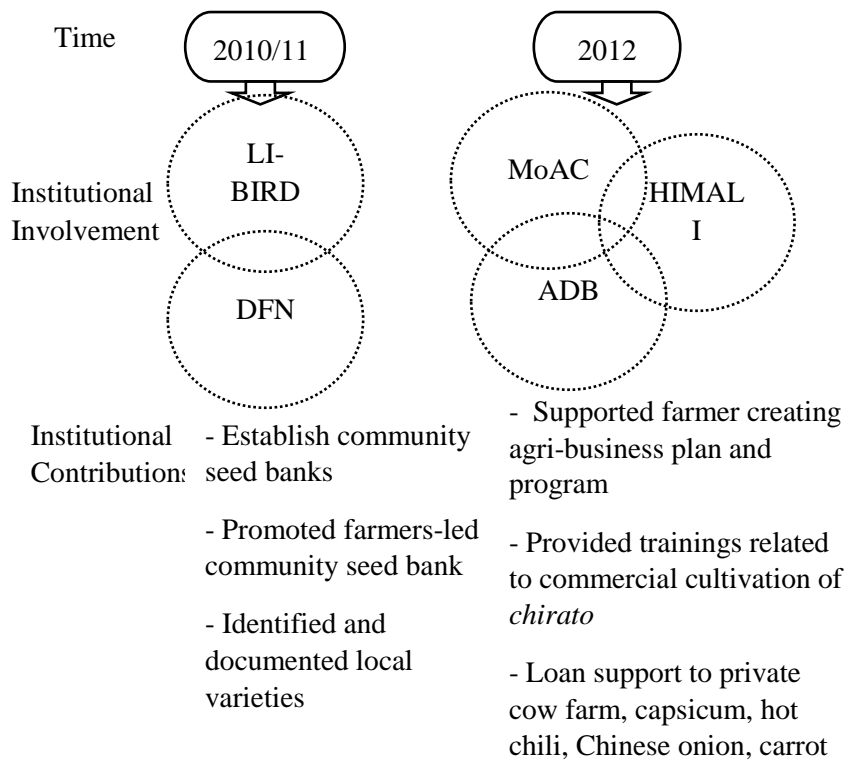 Time
2010/11
2012
Institutional
Involvement
LI-
BIRD
DFN
MoAC
HIMAL
I
ADB
Institutional
Contributions
- Establish community
seed banks
- Promoted farmers-led
community seed bank
- Identified and
documented local
varieties
- Supported farmer creating
agri-business plan and
program
- Provided trainings related
to commercial cultivation of
chirato
- Loan support to private
cow farm, capsicum, hot
chili, Chinese onion, carrot